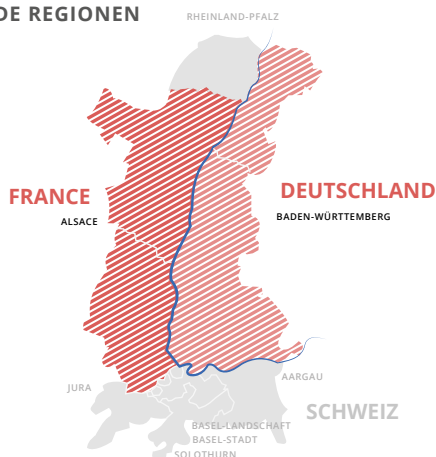 DE REGIONEN
RHEINLAND-PFALZ
FRANCE
ALSACE
DEUTSCHLAND
BADEN-WÜRTTEMBERG
JURA
AARGAU
SCHWEIZ
BASEL-LANDSCHAFT
BASEL-STADT
SOLOTHURN